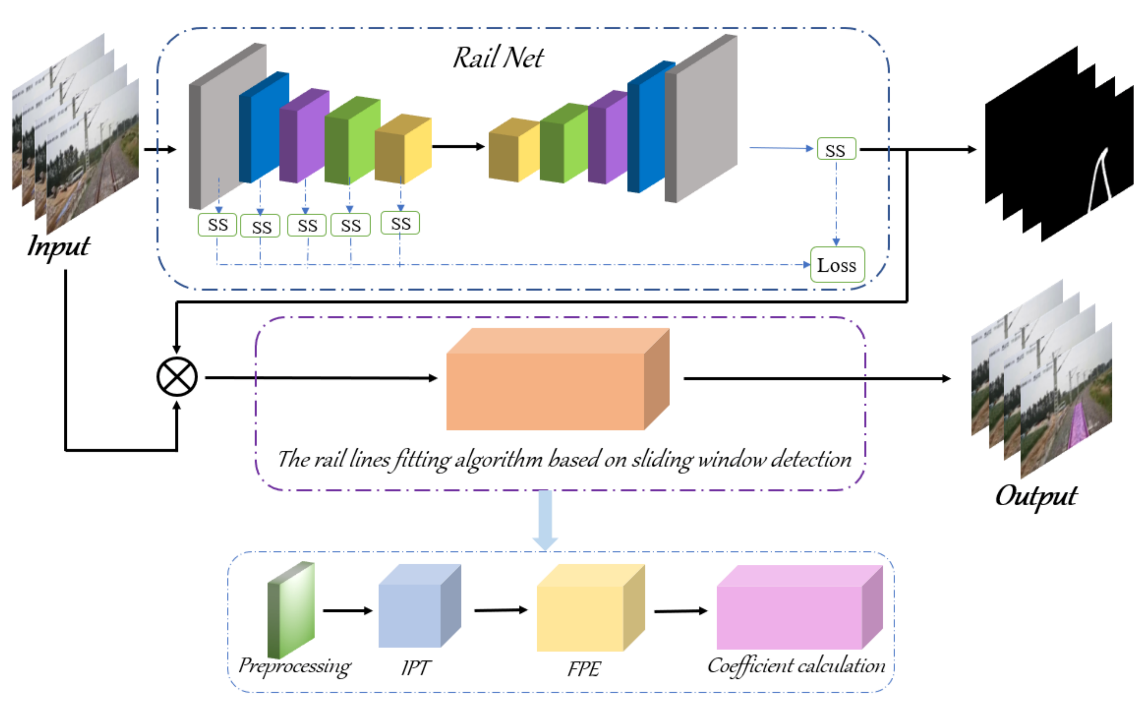 Rail Net
Input
SS
SS
SS
SS
SS
SS
Loss
The rail lines fitting algorithm based on sliding window detection
Output
Preprocessing
IPT
FPE
Coefficient calculation